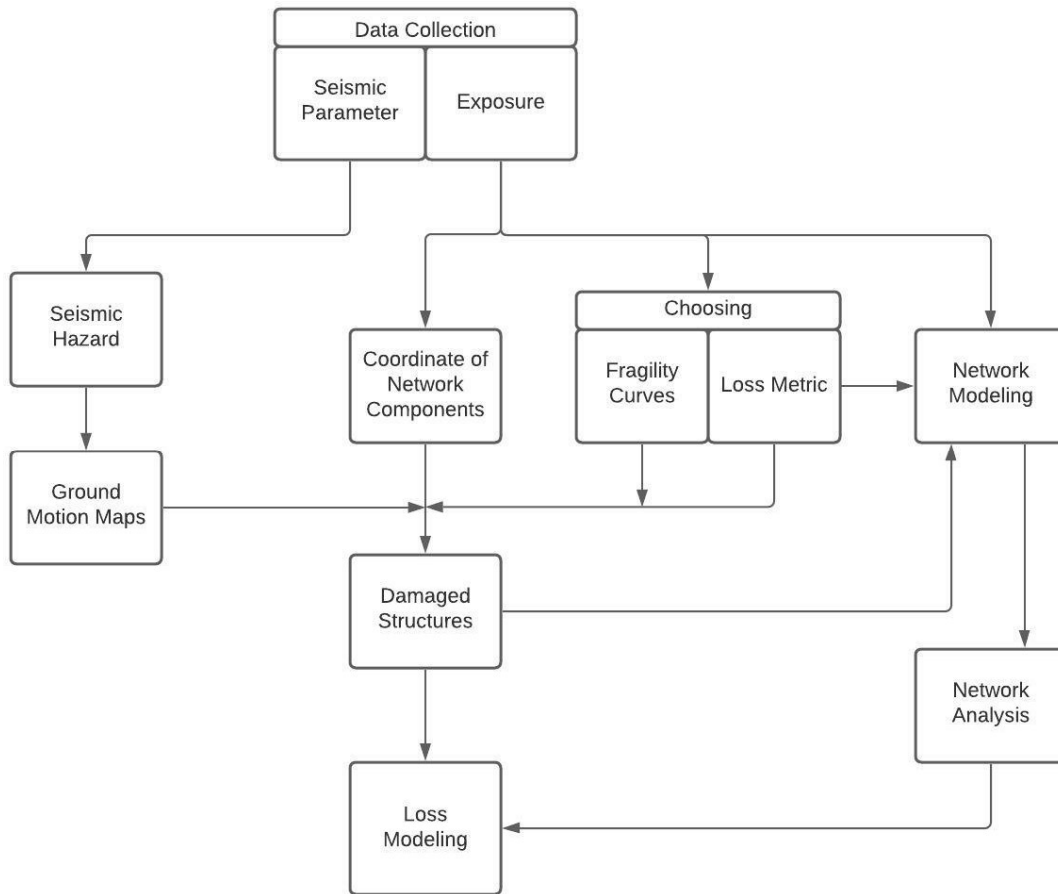 Data Collection
Seismic
Parameter
Exposure
Seismic
Hazard
Choosing
Coordinate of
Network
Components
Fragility
Curves
Loss Metric
Network
Modeling
Ground
Motion Maps
Damaged
Structures
Network
Analysis
Loss
Modeling